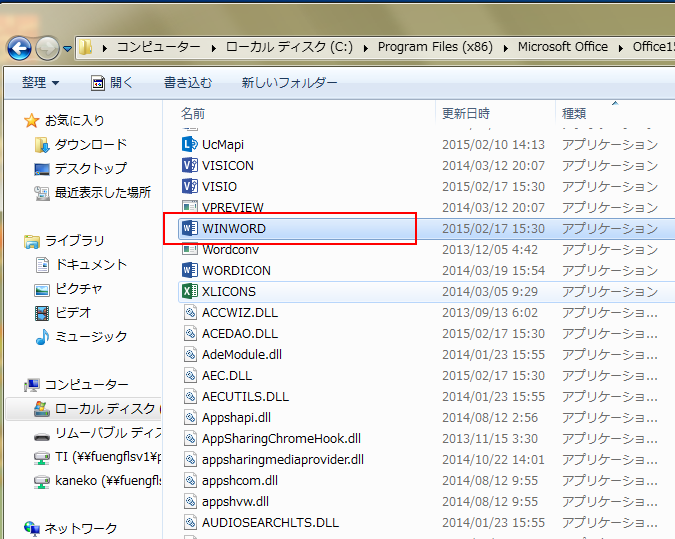 コンピューター ローカル ディスク (C:) Program Files (x86) Microsoft Office Office15
整理 開く 書き込む 新しいフォルダー
お気に入り
ダウンロード
デスクトップ
最近表示した場所
ライブラリ
ドキュメント
ピクチャ
ビデオ
ミュージック
コンピューター
ローカル ディスク (
リムーバブル ディス
TI (¥¥fuengflsv1¥p
kaneko (¥¥fuengfls
ネットワーク
名前 更新日時 種類
UcMapi 2015/02/10 14:13 アプリケーション
VISICON 2014/03/12 20:07 アプリケーション
VISIO 2015/02/17 15:30 アプリケーション
VPREVIEW 2014/03/12 20:07 アプリケーション
WINWORD 2015/02/17 15:30 アプリケーション
Wordconv 2013/12/05 4:42 アプリケーション
WORDICON 2014/03/19 15:54 アプリケーション
XLICONS 2014/03/05 9:29 アプリケーション
ACCWIZ.DLL 2013/09/13 6:02 アプリケーショ...
ACEDAO.DLL 2015/02/17 15:30 アプリケーショ...
AdeModule.dll 2014/01/23 15:55 アプリケーショ...
AEC.DLL 2015/02/17 15:30 アプリケーショ...
AECUTILS.DLL 2014/01/23 15:55 アプリケーショ...
Appshapi.dll 2014/08/12 2:56 アプリケーショ...
AppSharingChromeHook.dll 2013/11/15 3:30 アプリケーショ...
appsharingmediaprovider.dll 2014/10/22 14:01 アプリケーショ...
appshcom.dll 2014/08/12 9:55 アプリケーショ...
appshvw.dll 2014/08/12 9:55 アプリケーショ...
AUDIOSEARCHLTS.DLL 2014/01/23 15:55 アプリケーショ...